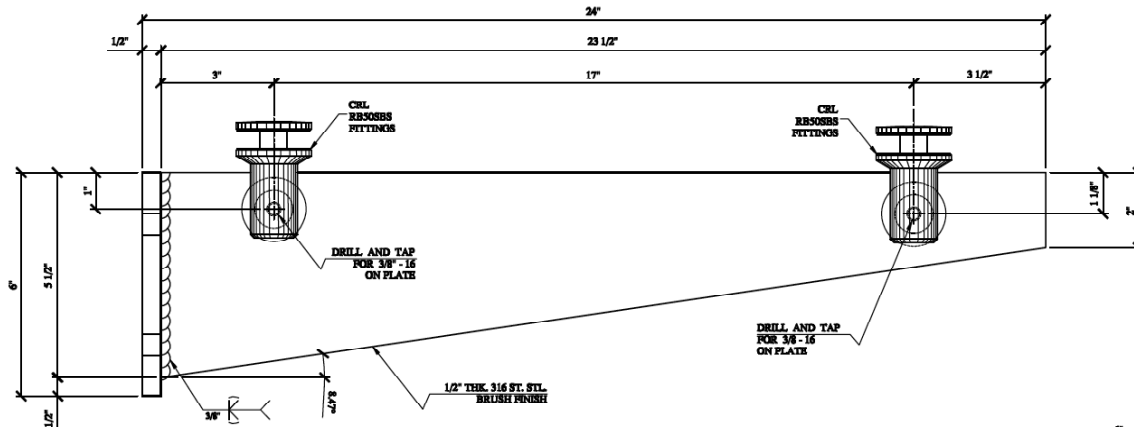 24"
1/2"
23 1/2"
3"
17"
3 1/2"
CRL
RB50SBS
FITTINGS
CRL
RB50SBS
FITTINGS
1"
1 1/8"
2"
6"
5 1/2"
DRILL AND TAP
FOR 3/8" - 16
ON PLATE
DRILL AND TAP
FOR 3/8 - 16
ON PLATE
1/2" THK. 316 ST. STL.
BRUSH FINISH
8.47°
3/8"
1/2"